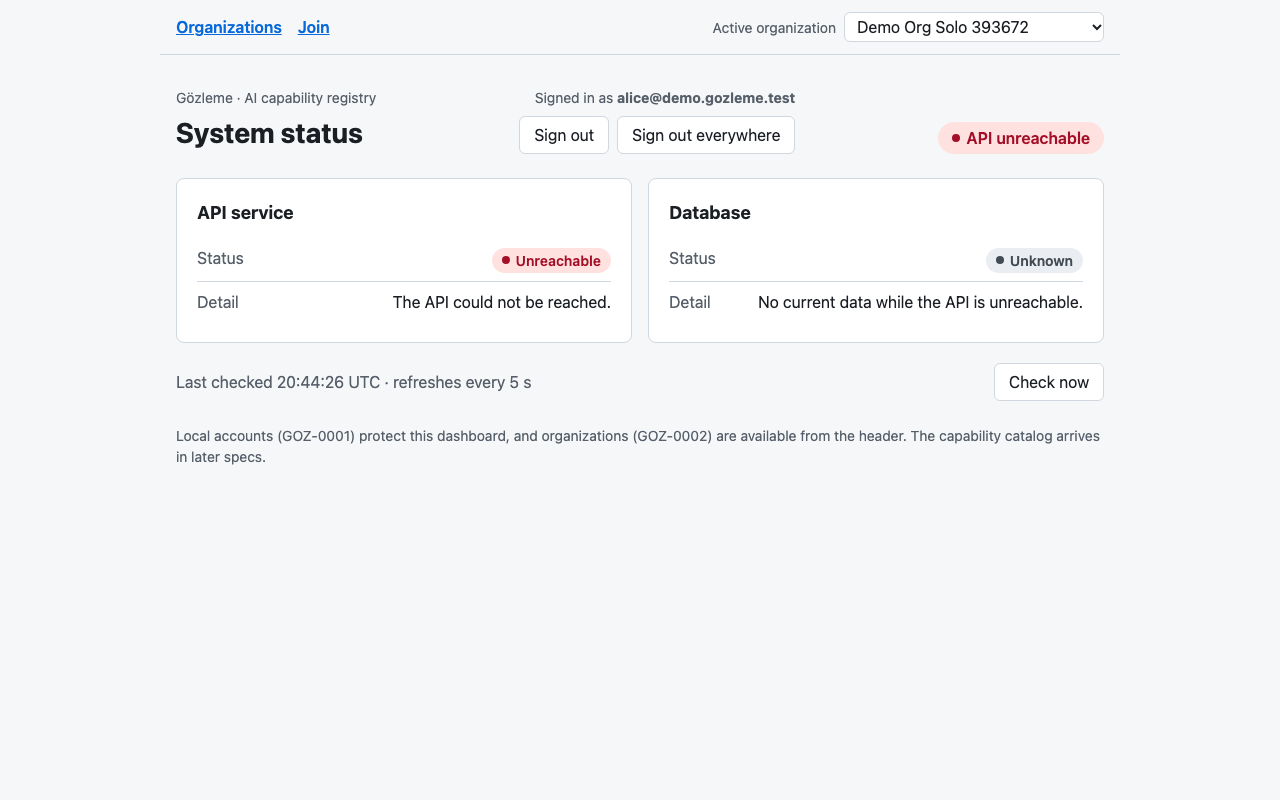 Organizations Join Active organization Demo Org Solo 393672
Gözleme · AI capability registry
System status
Signed in as alice@demo.gozleme.test
Sign out Sign out everywhere
API unreachable
API service
Status Unreachable
Detail The API could not be reached.
Database
Status Unknown
Detail No current data while the API is unreachable.
Last checked 20:44:26 UTC · refreshes every 5 s
Check now
Local accounts (GOZ-0001) protect this dashboard, and organizations (GOZ-0002) are available from the header. The capability catalog arrives
in later specs.